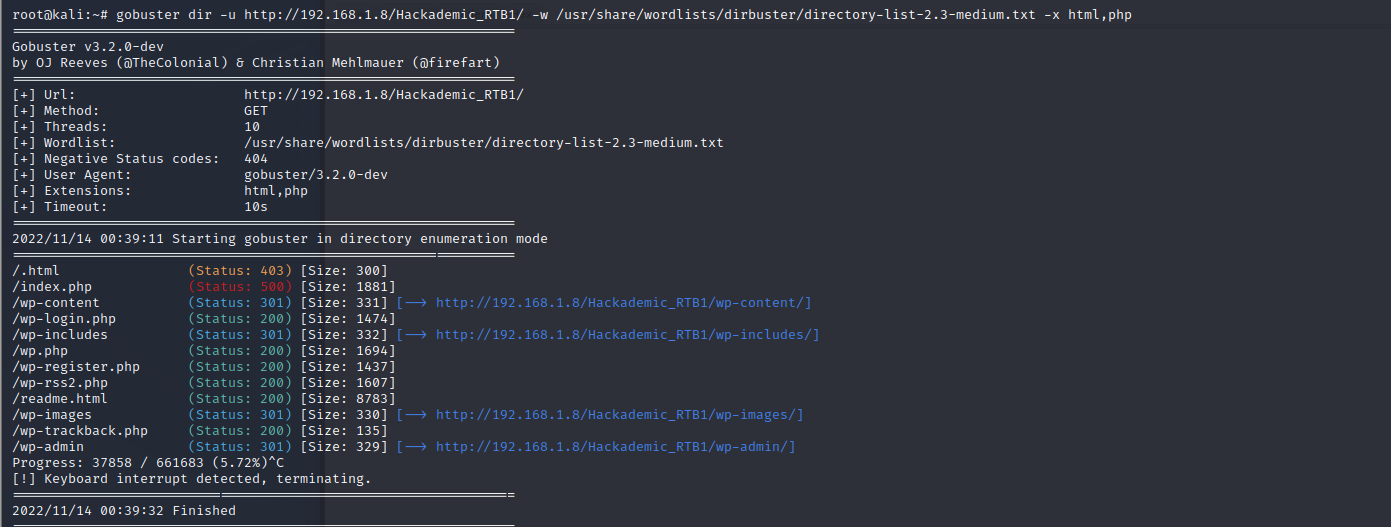 root@kali:~# gobuster dir -u http://192.168.1.8/Hackademic_RTB1/ -w /usr/share/wordlists/dirbuster/directory-list-2.3-medium.txt -x html,php
===============================================================
Gobuster v3.2.0-dev
by OJ Reeves (@TheColonial) & Christian Mehlmauer (@firefart)
===============================================================
[+] Url:                     http://192.168.1.8/Hackademic_RTB1/
[+] Method:                  GET
[+] Threads:                 10
[+] Wordlist:                /usr/share/wordlists/dirbuster/directory-list-2.3-medium.txt
[+] Negative Status codes:   404
[+] User Agent:              gobuster/3.2.0-dev
[+] Extensions:              html,php
[+] Timeout:                 10s
===============================================================
2022/11/14 00:39:11 Starting gobuster in directory enumeration mode
===============================================================
/.html                (Status: 403) [Size: 300]
/index.php            (Status: 500) [Size: 1881]
/wp-content           (Status: 301) [Size: 331] [--> http://192.168.1.8/Hackademic_RTB1/wp-content/]
/wp-login.php         (Status: 200) [Size: 1474]
/wp-includes          (Status: 301) [Size: 332] [--> http://192.168.1.8/Hackademic_RTB1/wp-includes/]
/wp.php               (Status: 200) [Size: 1694]
/wp-register.php      (Status: 200) [Size: 1437]
/wp-rss2.php          (Status: 200) [Size: 1607]
/readme.html          (Status: 200) [Size: 8783]
/wp-images            (Status: 301) [Size: 330] [--> http://192.168.1.8/Hackademic_RTB1/wp-images/]
/wp-trackback.php     (Status: 200) [Size: 135]
/wp-admin             (Status: 301) [Size: 329] [--> http://192.168.1.8/Hackademic_RTB1/wp-admin/]
Progress: 37858 / 661683 (5.72%)^C
[!] Keyboard interrupt detected, terminating.
===============================================================
2022/11/14 00:39:32 Finished
===============================================================